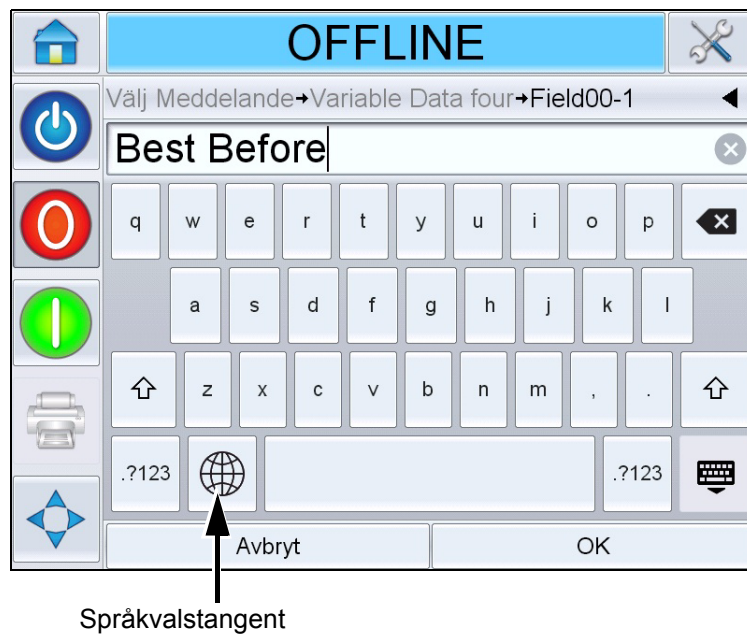 OFFLINE
Välj Meddelande→Variable Data four→Field00-1
Best Before
q w e r t y u i o p
a s d f g h j k l
z x c v b n m , .
.?123 .?123
Avbryt OK
Språkvalstangent